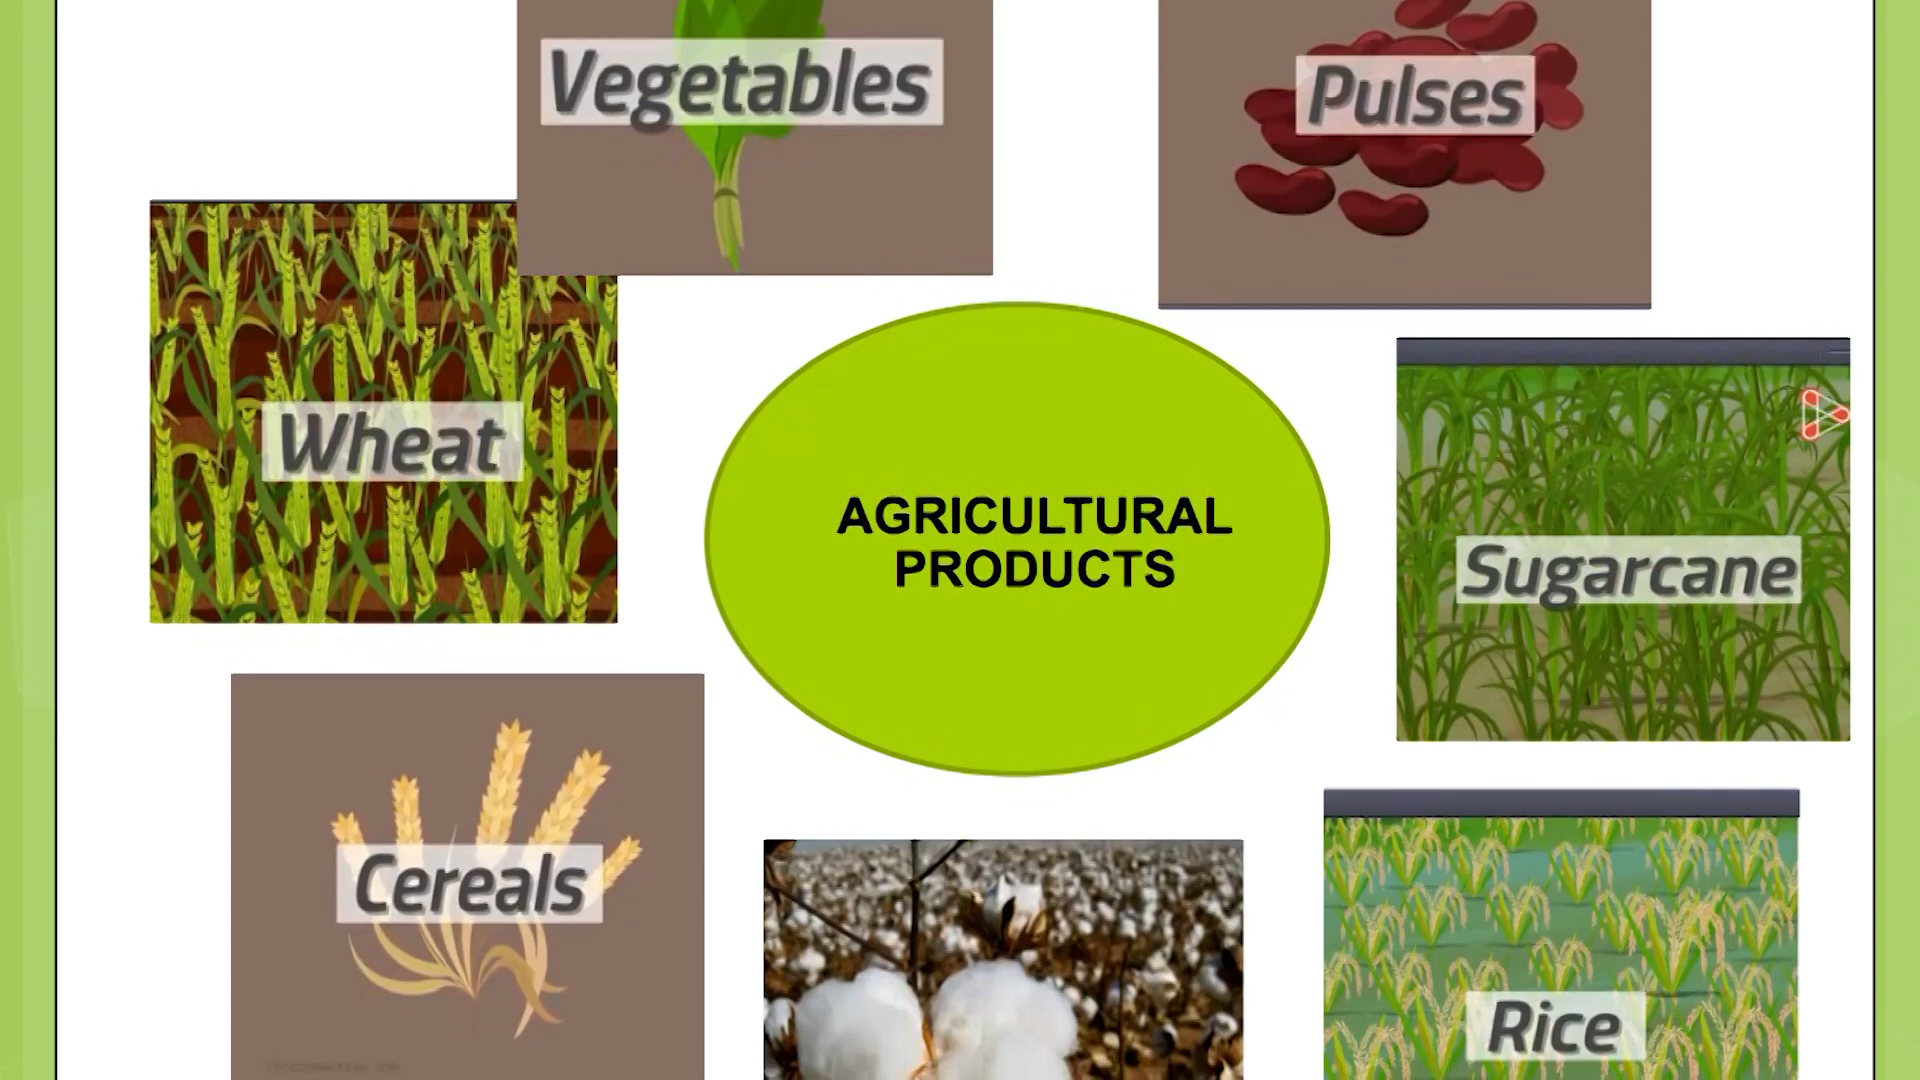 Vegetables
Pulses
Wheat
AGRICULTURAL
PRODUCTS
Sugarcane
Cereals
Rice